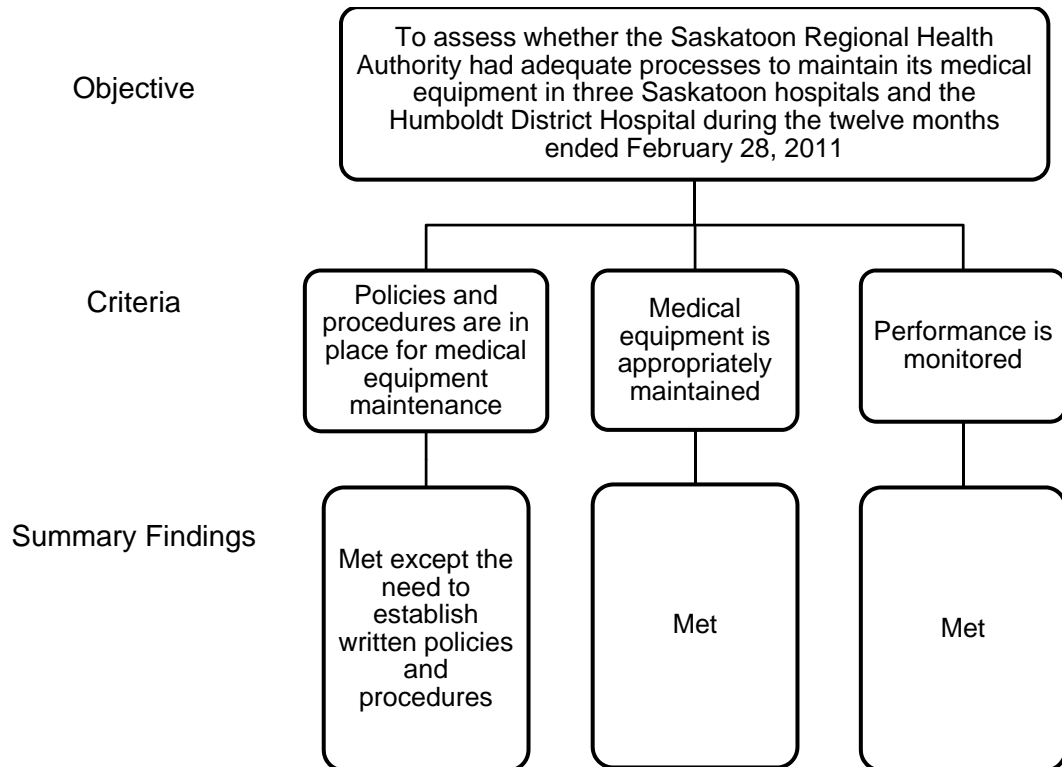 Objective
To assess whether the Saskatoon Regional Health
Authority had adequate processes to maintain its medical
equipment in three Saskatoon hospitals and the
Humboldt District Hospital during the twelve months
ended February 28, 2011
Criteria
Policies and
procedures are in
place for medical
equipment
maintenance
Medical
equipment is
appropriately
maintained
Performance is
monitored
Summary Findings
Met except the
need to
establish
written policies
and
procedures
Met
Met